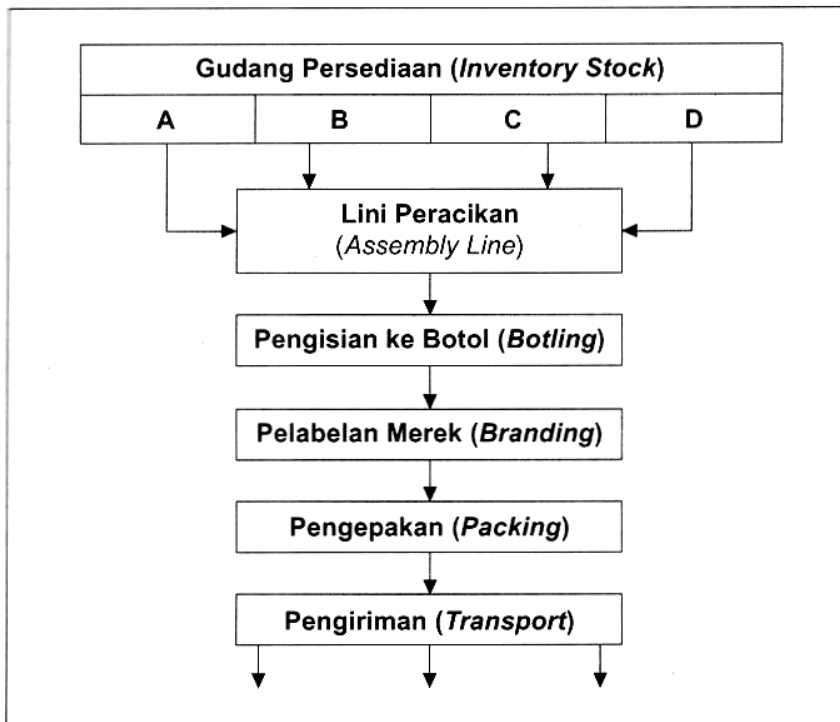 Gudang Persediaan (Inventory Stock)
A B C D
Lini Peracikan
(Assembly Line)
Pengisian ke Botol (Botling)
Pelabelan Merek (Branding)
Pengepakan (Packing)
Pengiriman (Transport)